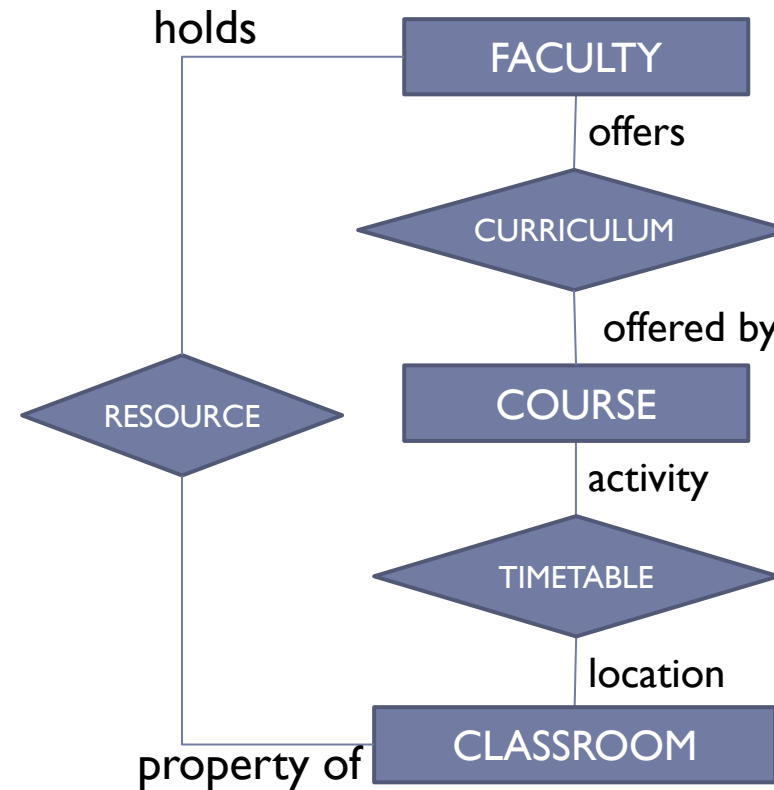 holds
FACULTY
offers
CURRICULUM
offered by
RESOURCE
COURSE
activity
TIMETABLE
location
CLASSROOM
property of